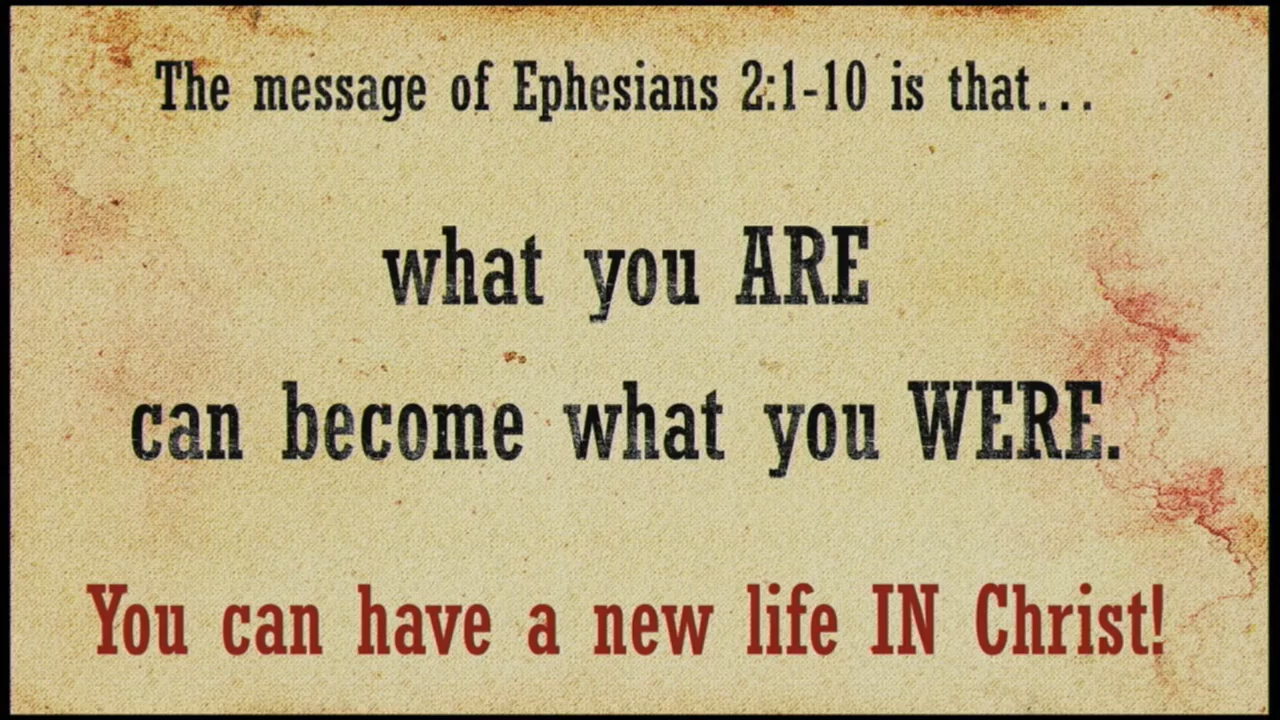 The message of Ephesians 2:1-10 is that...
what you ARE
can become what you WERE.
You can have a new life IN Christ!